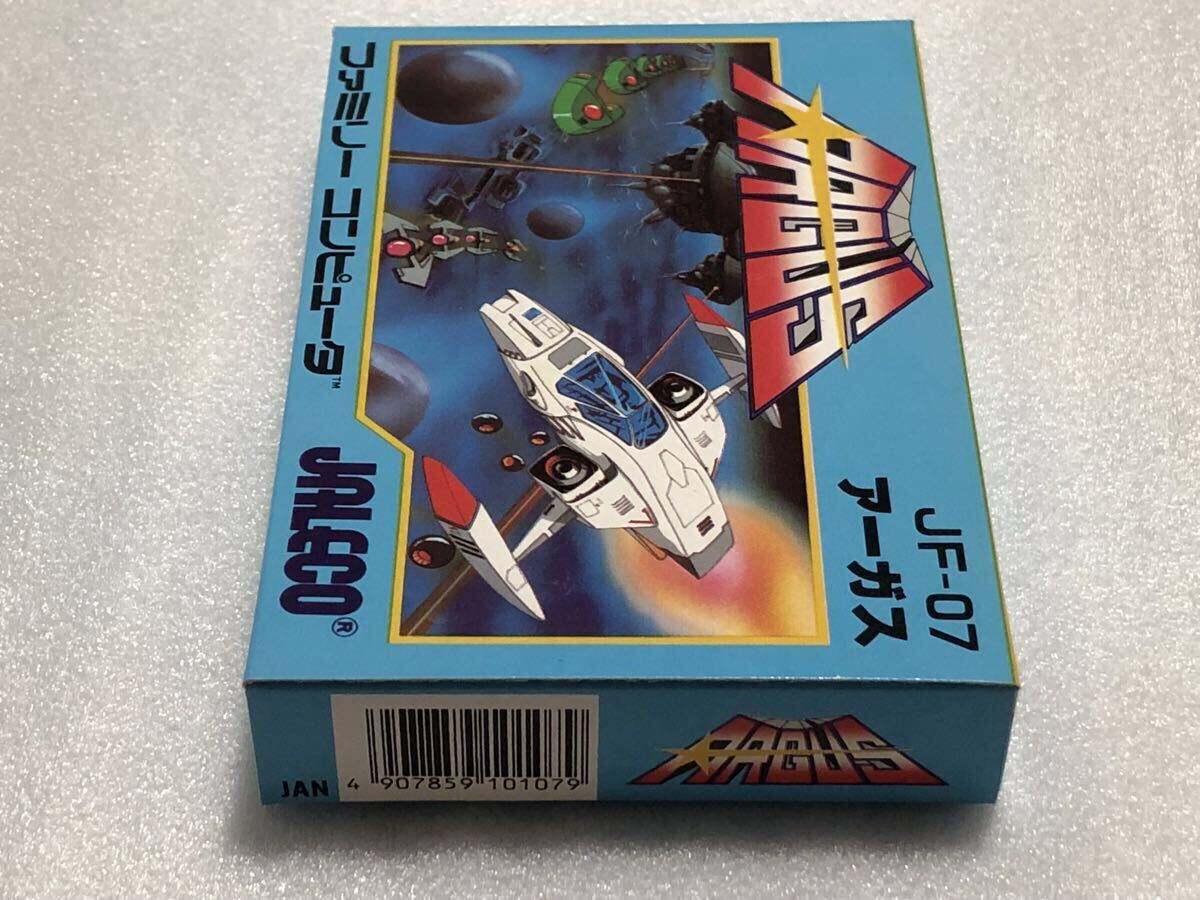 ARGUS
JF-07
アーガス
ファミリー コンピュータ™
JALECO®
ARGUS
JAN
4 907859 101079